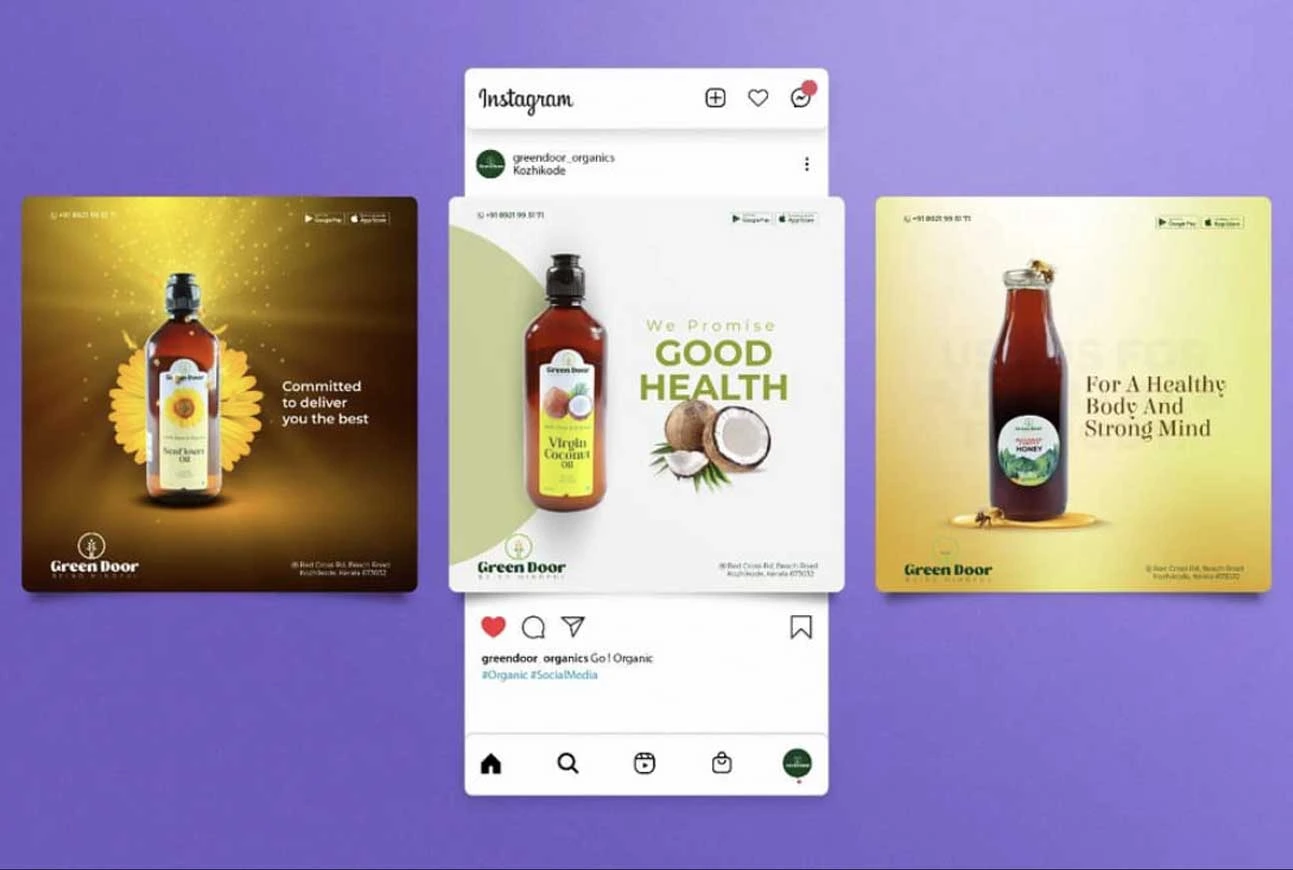 Instagram
greendoor_organics
Kozhikode
+91 8921 99 51 71
Google Play
App Store
Green Door
Sunflower
Oil
Committed
to deliver
you the best
Green Door
BEING MINDFUL
Red Cross Rd, Beach Road
Kozhikode, Kerala 673032
+91 8921 99 51 71
Google Play
App Store
Green Door
Virgin
Coconut
Oil
We Promise
GOOD
HEALTH
Green Door
BEING MINDFUL
Red Cross Rd, Beach Road
Kozhikode, Kerala 673032
+91 8921 99 51 71
Google Play
App Store
HONEY
For A Healthy
Body And
Strong Mind
Green Door
BEING MINDFUL
Red Cross Rd, Beach Road
Kozhikode, Kerala 673032
greendoor_organics Go ! Organic
#Organic #SocialMedia